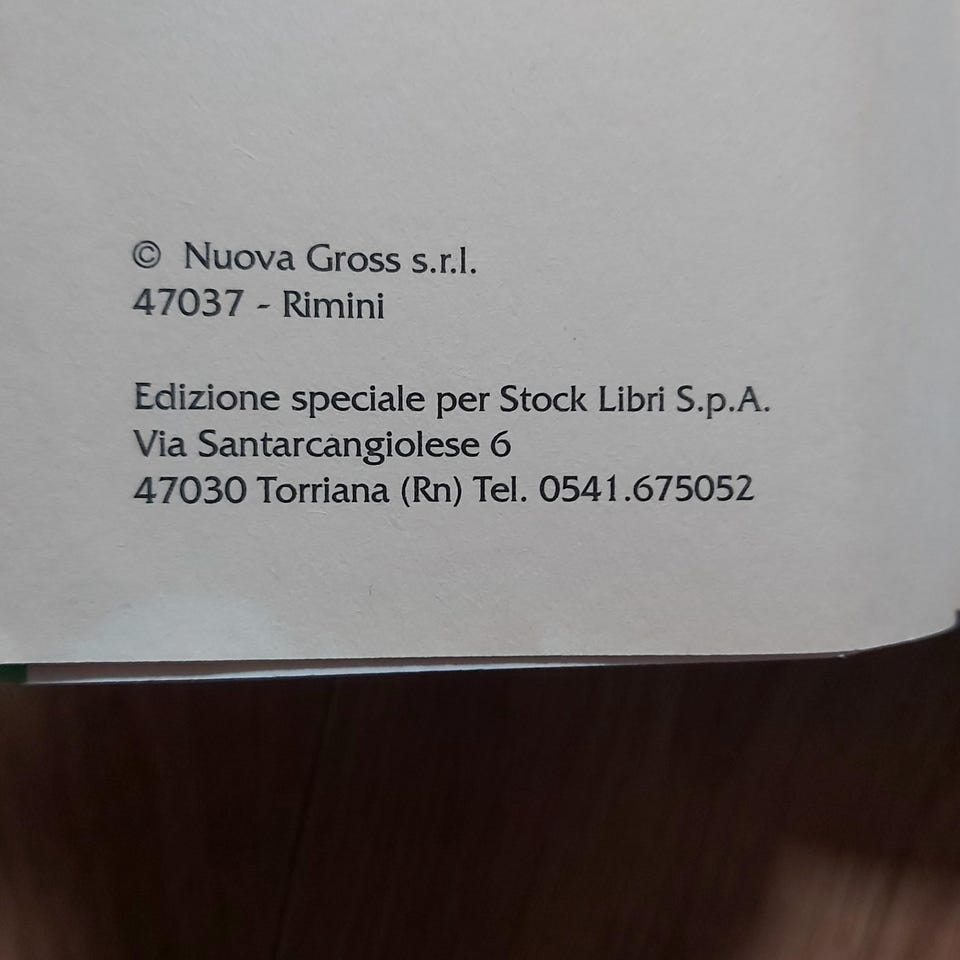 © Nuova Gross s.r.l.
47037 - Rimini
Edizione speciale per Stock Libri S.p.A.
Via Santarcangiolese 6
47030 Torriana (Rn) Tel. 0541.675052